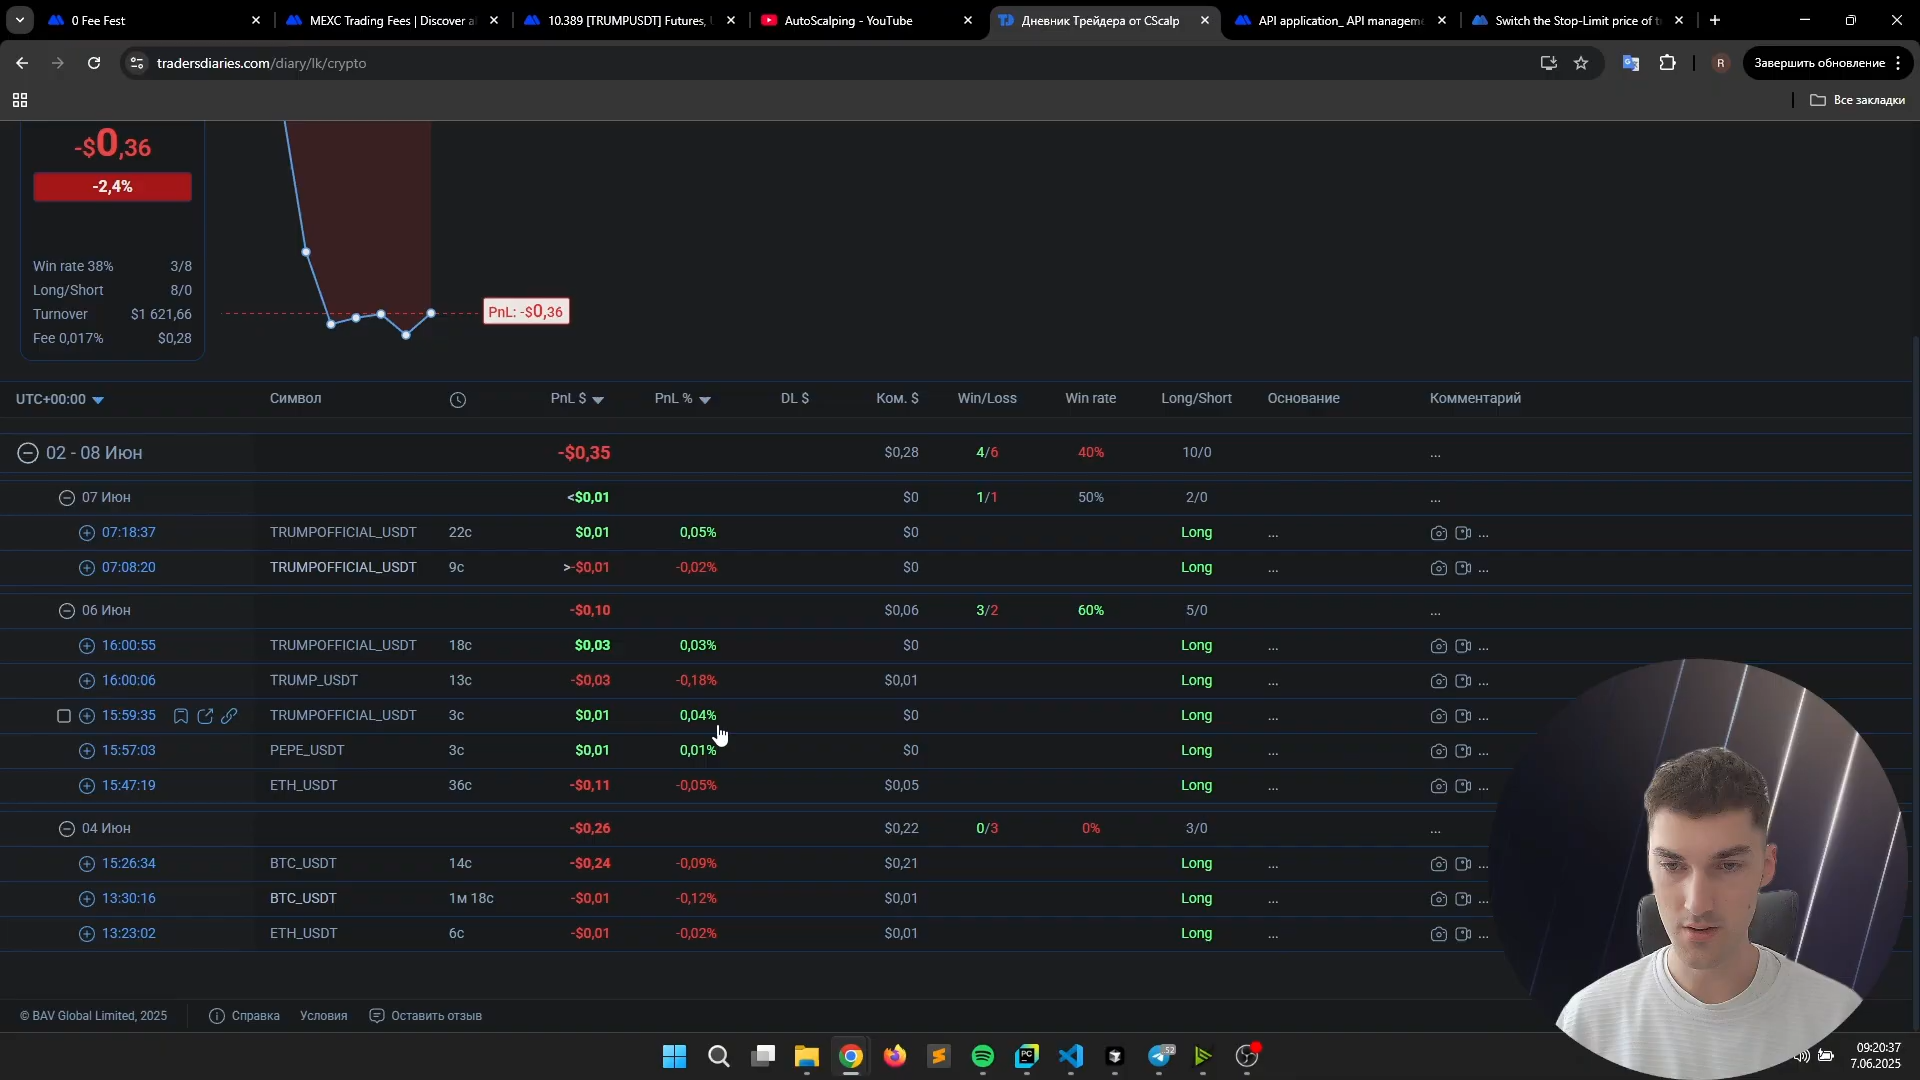 0 Fee Fest
MEXC Trading Fees | Discover a
10.389 [TRUMPUSDT] Futures,
AutoScalping - YouTube
Дневник Трейдера от CScalp
API application_ API managem
Switch the Stop-Limit price of t
tradersdiaries.com/diary/lk/crypto
R
Завершить обновление
Все закладки
-$0,36
-2,4%
Win rate 38% 3/8
Long/Short 8/0
Turnover $1 621,66
Fee 0,017% $0,28
PnL: -$0,36
UTC+00:00 Символ PnL $ PnL % DL $ Ком. $ Win/Loss Win rate Long/Short Основание Комментарий
02 - 08 Июн -$0,35 $0,28 4/6 40% 10/0 ...
07 Июн <$0,01 $0 1/1 50% 2/0 ...
07:18:37 TRUMPOFFICIAL_USDT 22с $0,01 0,05% $0 Long ... ...
07:08:20 TRUMPOFFICIAL_USDT 9с >-$0,01 -0,02% $0 Long ... ...
06 Июн -$0,10 $0,06 3/2 60% 5/0 ...
16:00:55 TRUMPOFFICIAL_USDT 18с $0,03 0,03% $0 Long ... ...
16:00:06 TRUMP_USDT 13с -$0,03 -0,18% $0,01 Long ... ...
15:59:35 TRUMPOFFICIAL_USDT 3с $0,01 0,04% $0 Long ... ...
15:57:03 PEPE_USDT 3с $0,01 0,01% $0 Long ... ...
15:47:19 ETH_USDT 36с -$0,11 -0,05% $0,05 Long ... ...
04 Июн -$0,26 $0,22 0/3 0% 3/0 ...
15:26:34 BTC_USDT 14с -$0,24 -0,09% $0,21 Long ... ...
13:30:16 BTC_USDT 1м 18с -$0,01 -0,12% $0,01 Long ... ...
13:23:02 ETH_USDT 6с -$0,01 -0,02% $0,01 Long ... ...
© BAV Global Limited, 2025 Справка Условия Оставить отзыв
PC
52
09:20:37
7.06.2025